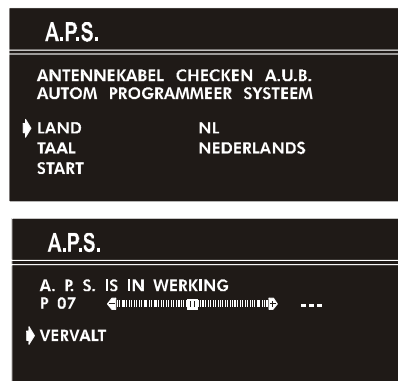 A.P.S.
ANTENNEKABEL CHECKEN A.U.B.
AUTOM PROGRAMMEER SYSTEEM
LAND NL
TAAL NEDERLANDS
START
A.P.S.
A. P. S. IS IN WERKING
P 07 ---
VERVALT